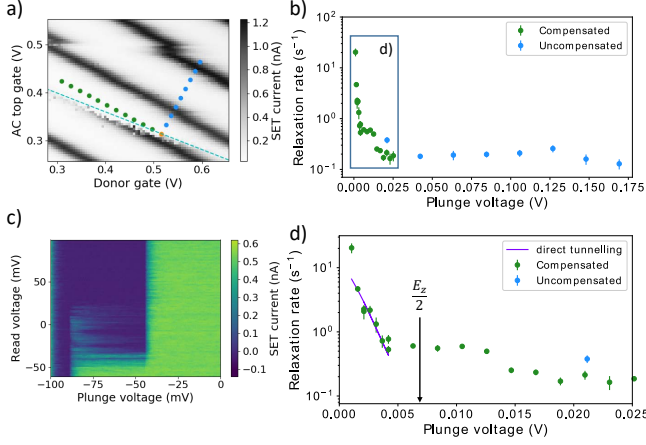 a)
AC top gate (V)
0.5
0.4
0.3
0.3
0.4
0.5
0.6
Donor gate (V)
1.2
1.0
0.8
0.6
0.4
0.2
SET current (nA)
b)
Relaxation rate (s⁻¹)
10²
10¹
10⁰
10⁻¹
d)
Compensated
Uncompensated
0.000 0.025 0.050 0.075 0.100 0.125 0.150 0.175
Plunge voltage (V)
c)
Read voltage (mV)
50
0
−50
−100
−75
−50
−25
0
Plunge voltage (mV)
0.6
0.5
0.4
0.3
0.2
0.1
0.0
−0.1
SET current (nA)
d)
Relaxation rate (s⁻¹)
10¹
10⁰
10⁻¹
direct tunnelling
Compensated
Uncompensated
E_z
2
0.000
0.005
0.010
0.015
0.020
0.025
Plunge voltage (V)